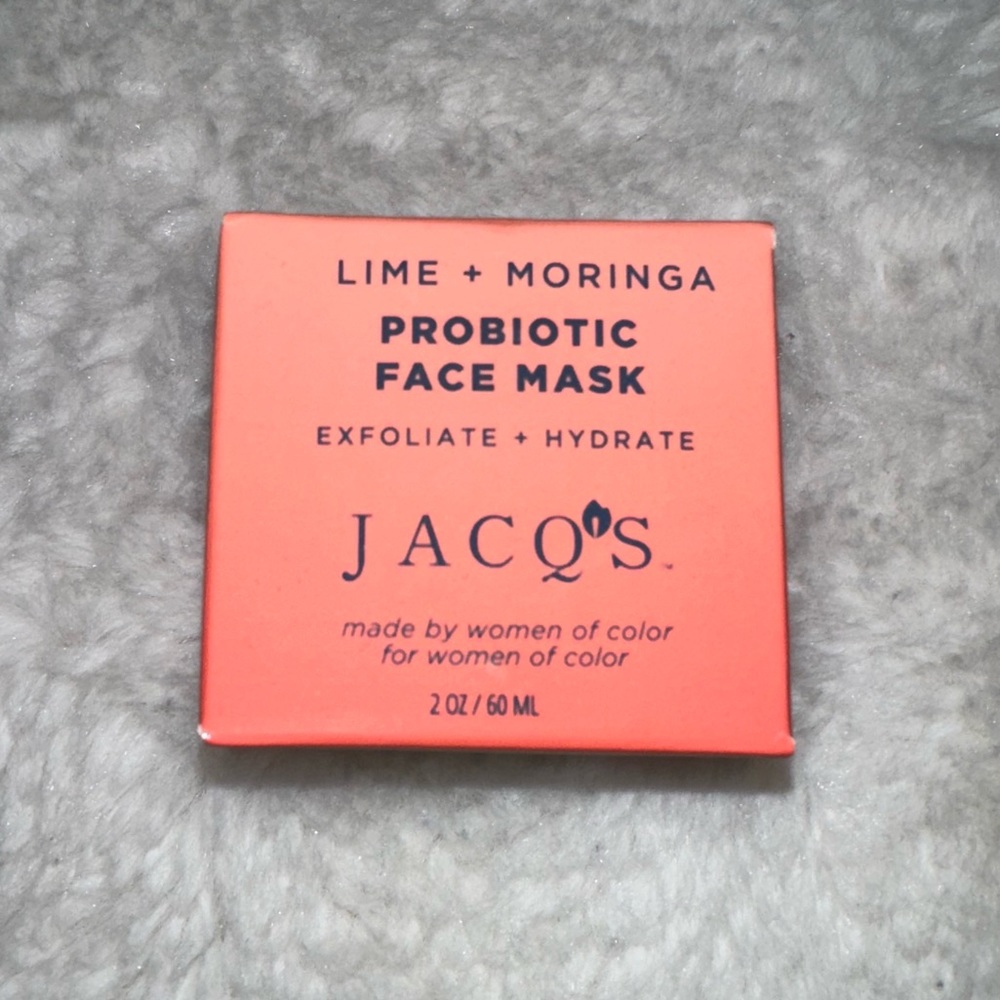 LIME + MORINGA
PROBIOTIC
FACE MASK
EXFOLIATE + HYDRATE
JACQ'S
made by women of color
for women of color
2 OZ / 60 ML